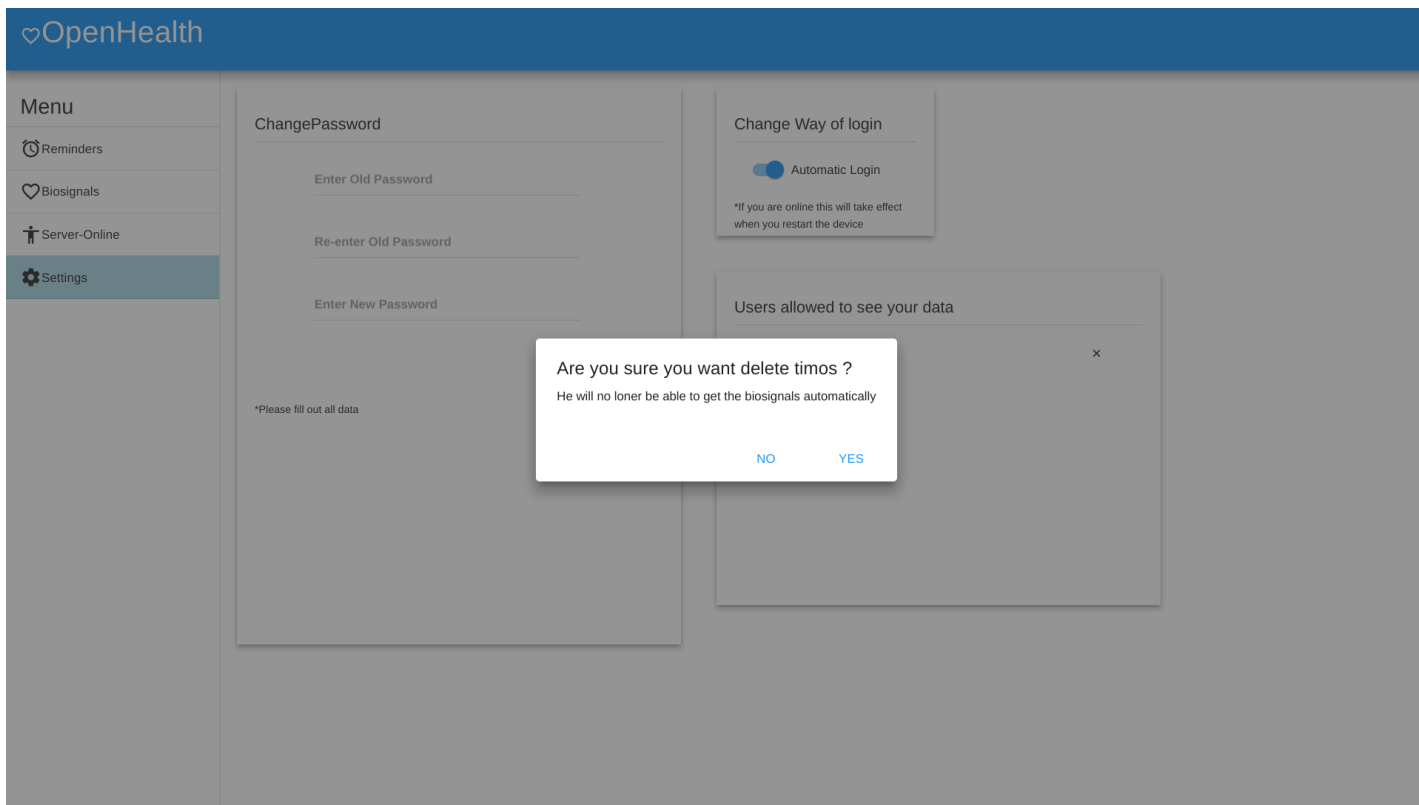 OpenHealth
Menu
Reminders
Biosignals
Server-Online
Settings
ChangePassword
Enter Old Password
Re-enter Old Password
Enter New Password
*Please fill out all data
Change Way of login
Automatic Login
*If you are online this will take effect
when you restart the device
Users allowed to see your data
×
Are you sure you want delete timos ?
He will no loner be able to get the biosignals automatically
NO YES